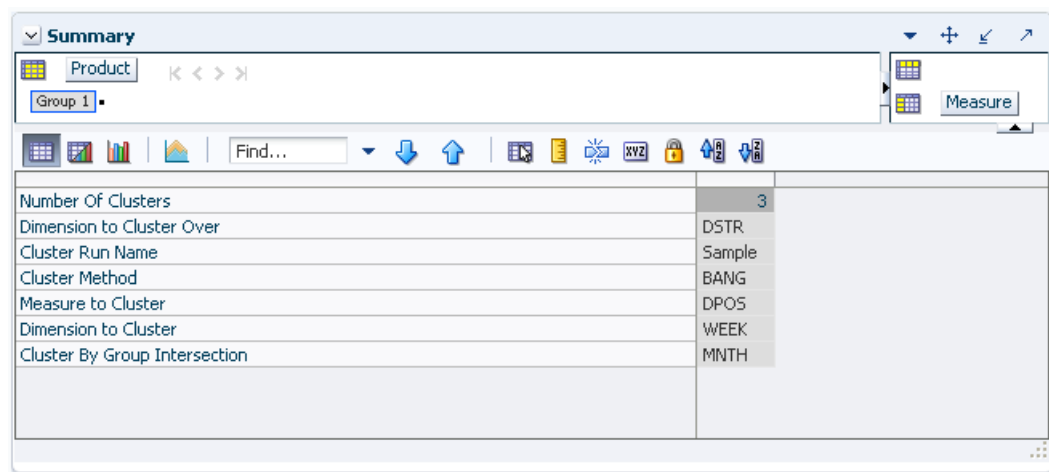 Summary
Product
Group 1
Measure
Find...
XYZ
A Z
Z A
Number Of Clusters 3
Dimension to Cluster Over DSTR
Cluster Run Name Sample
Cluster Method BANG
Measure to Cluster DPOS
Dimension to Cluster WEEK
Cluster By Group Intersection MNTH